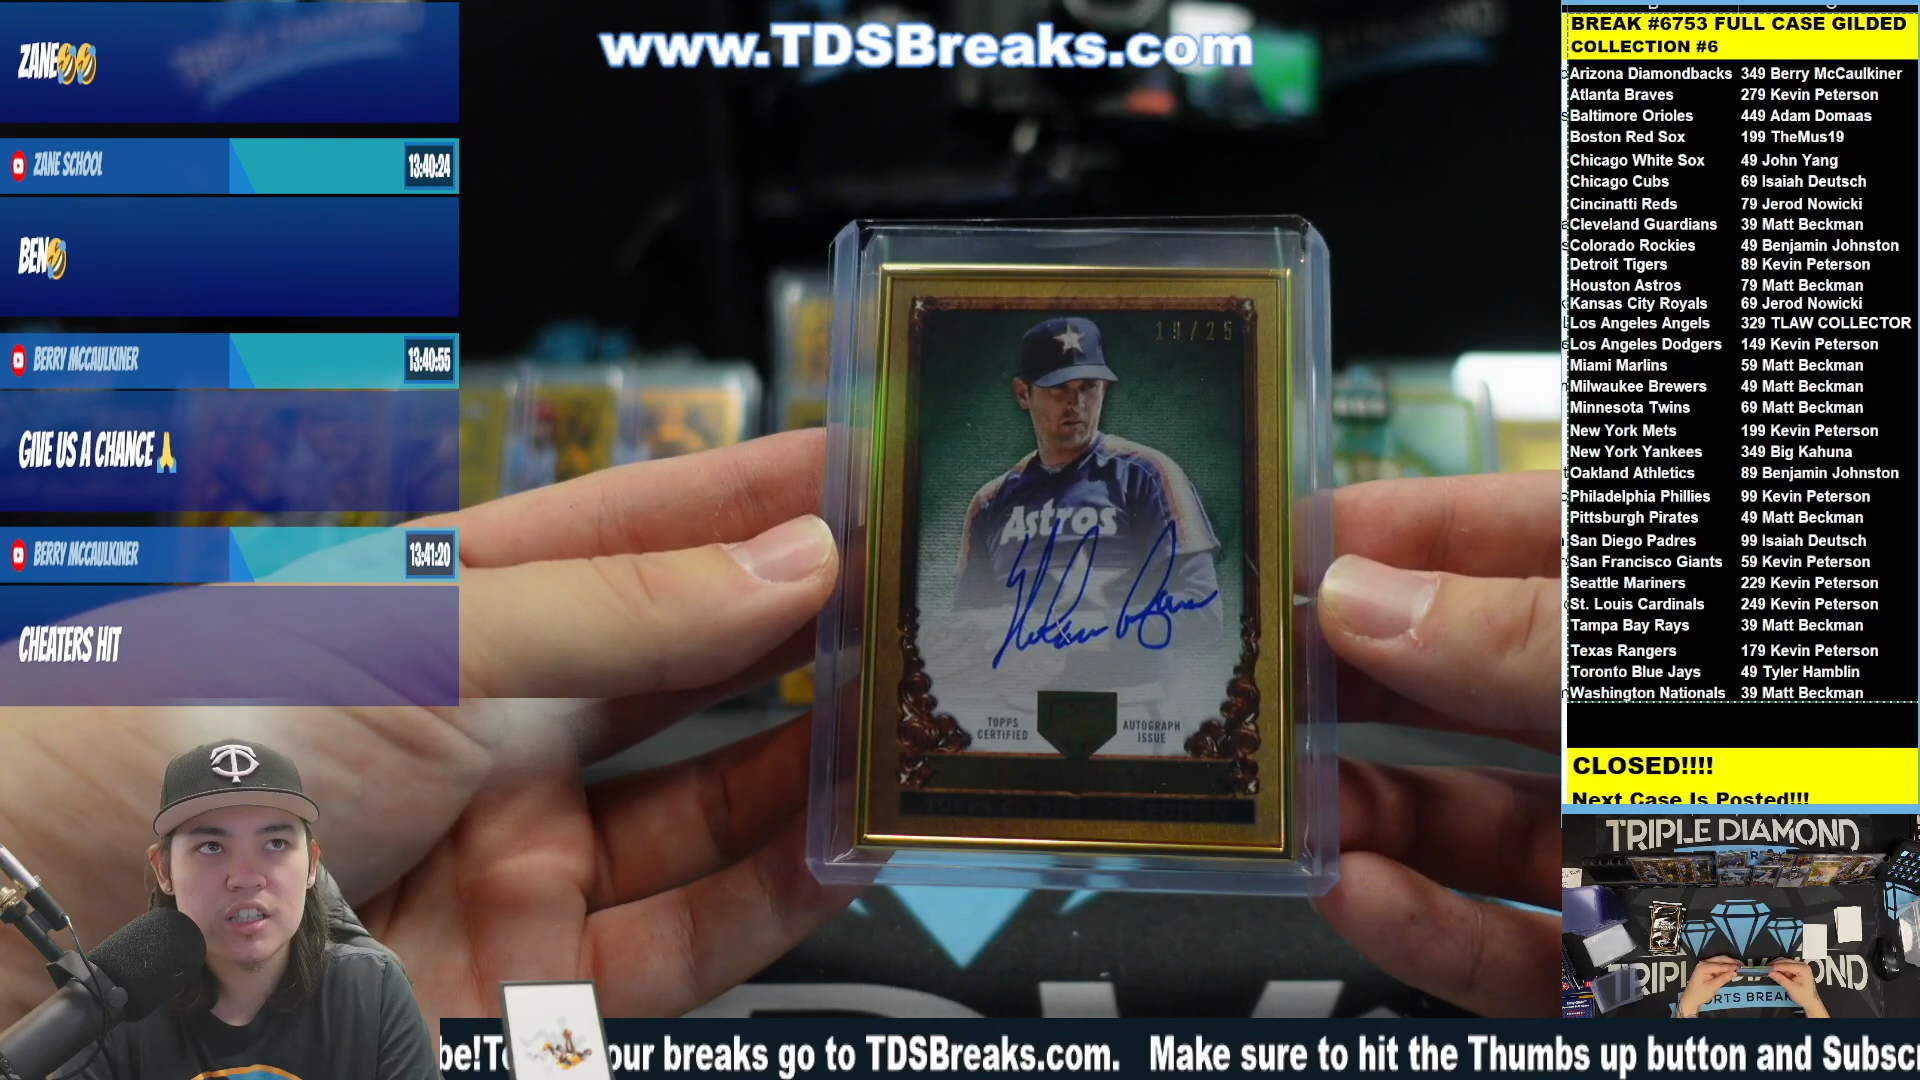 www.TDSBreaks.com
ZANE
ZANE SCHOOL
13:40:24
BEN
BERRY MCCAULKINER
13:40:55
GIVE US A CHANCE
BERRY MCCAULKINER
13:41:20
CHEATERS HIT
19/25
Astros
TOPPS CERTIFIED
AUTOGRAPH ISSUE
BREAK #6753 FULL CASE GILDED
COLLECTION #6
Arizona Diamondbacks 349 Berry McCaulkiner
Atlanta Braves 279 Kevin Peterson
Baltimore Orioles 449 Adam Domaas
Boston Red Sox 199 TheMus19
Chicago White Sox 49 John Yang
Chicago Cubs 69 Isaiah Deutsch
Cincinatti Reds 79 Jerod Nowicki
Cleveland Guardians 39 Matt Beckman
Colorado Rockies 49 Benjamin Johnston
Detroit Tigers 89 Kevin Peterson
Houston Astros 79 Matt Beckman
Kansas City Royals 69 Jerod Nowicki
Los Angeles Angels 329 TLAW COLLECTOR
Los Angeles Dodgers 149 Kevin Peterson
Miami Marlins 59 Matt Beckman
Milwaukee Brewers 49 Matt Beckman
Minnesota Twins 69 Matt Beckman
New York Mets 199 Kevin Peterson
New York Yankees 349 Big Kahuna
Oakland Athletics 89 Benjamin Johnston
Philadelphia Phillies 99 Kevin Peterson
Pittsburgh Pirates 49 Matt Beckman
San Diego Padres 99 Isaiah Deutsch
San Francisco Giants 59 Kevin Peterson
Seattle Mariners 229 Kevin Peterson
St. Louis Cardinals 249 Kevin Peterson
Tampa Bay Rays 39 Matt Beckman
Texas Rangers 179 Kevin Peterson
Toronto Blue Jays 49 Tyler Hamblin
Washington Nationals 39 Matt Beckman
CLOSED!!!!
Next Case Is Posted!!!
TRIPLE DIAMOND
be! our breaks go to TDSBreaks.com. Make sure to hit the Thumbs up button and Subsc